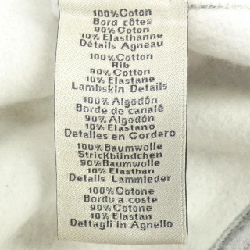 100%Coton
Bord côtes
90%Coton
10%Elasthanne
Détails Agneau
100%Cotton
Rib
90%Cotton
10%Elastane
Lambskin Details
100%Algodón
Borde de canalé
90%Algodón
10%Elastano
Detalles en Cordero
100%Baumwolle
Strickbündchen
90%Baumwolle
10%Elasthan
Details Lammleder
100%Cotone
Bordu a coste
90%Cotone
10%Elastan
Dettagli in Agnello